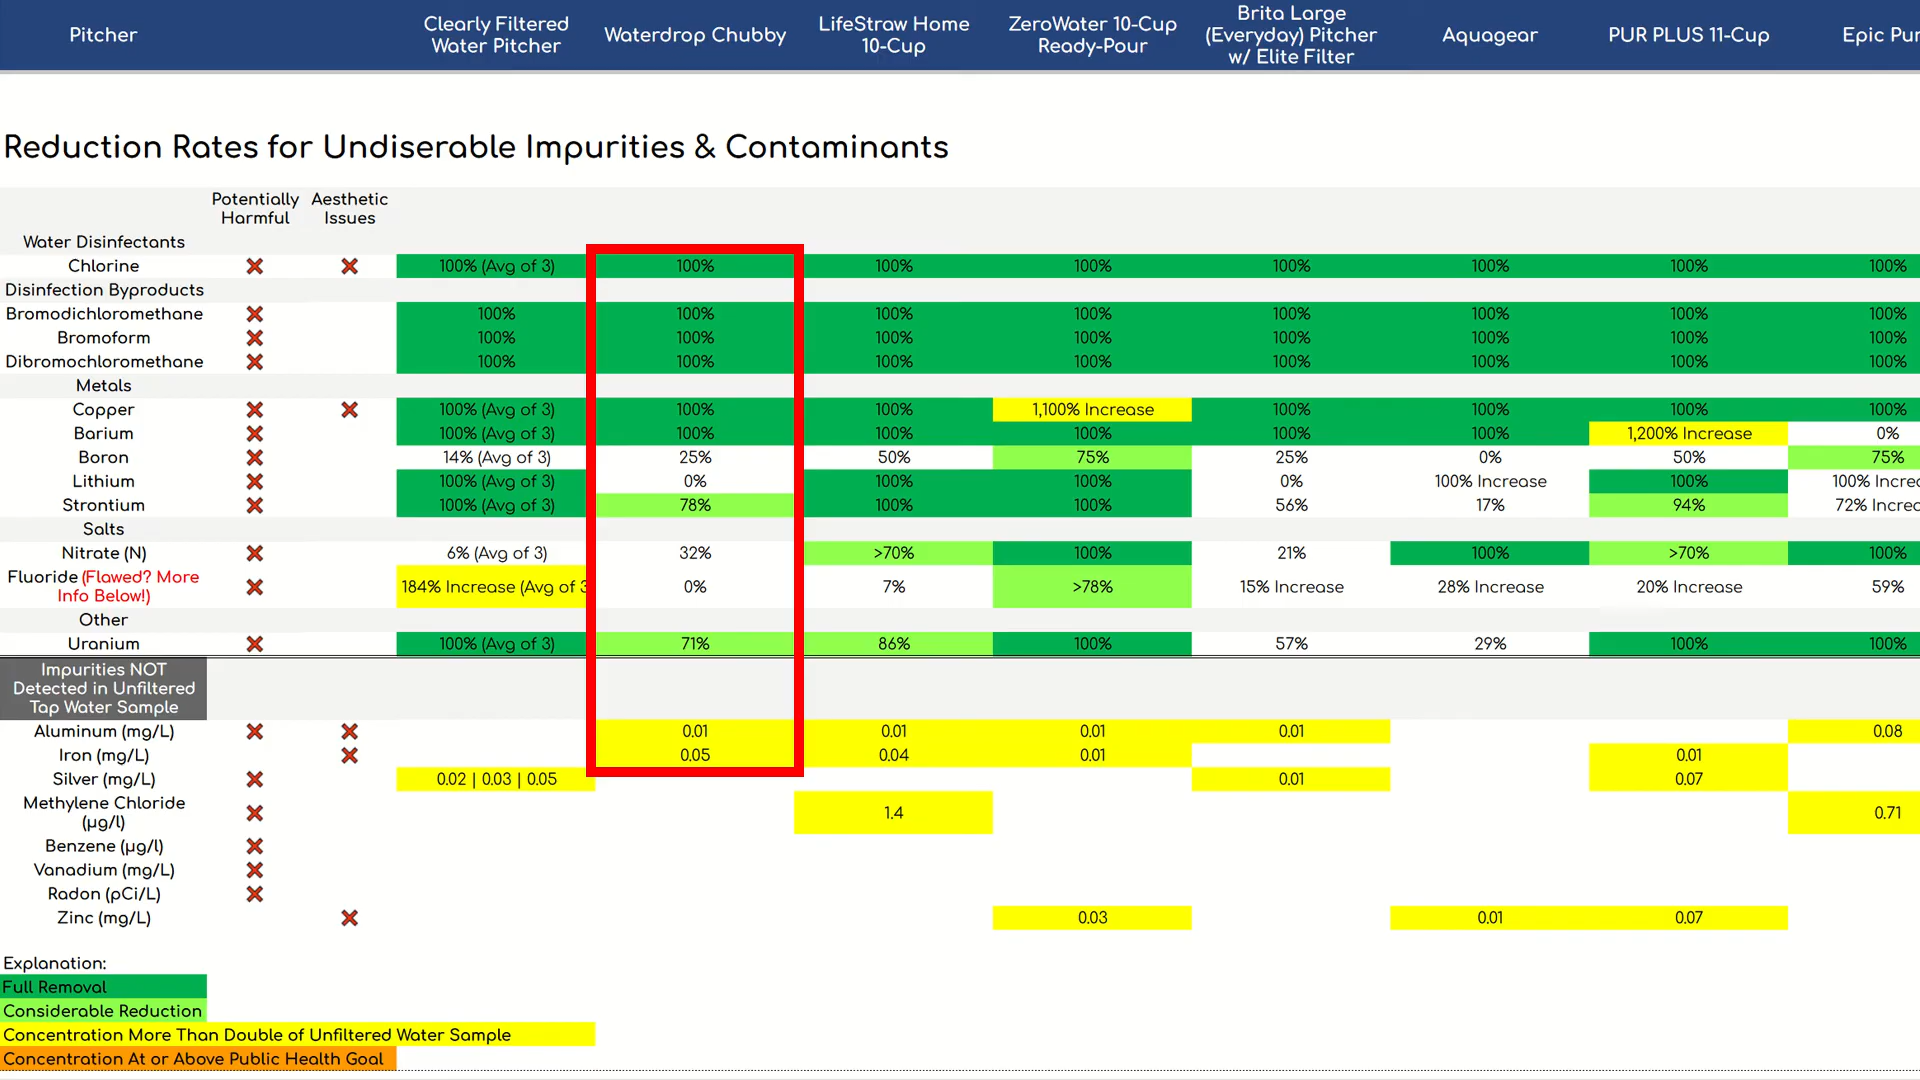 Pitcher Clearly Filtered Water Pitcher Waterdrop Chubby LifeStraw Home 10-Cup ZeroWater 10-Cup Ready-Pour Brita Large (Everyday) Pitcher w/ Elite Filter Aquagear PUR PLUS 11-Cup Epic Pur
Reduction Rates for Undiserable Impurities & Contaminants
Potentially Harmful Aesthetic Issues
Water Disinfectants
Chlorine ❌ ❌ 100% (Avg of 3) 100% 100% 100% 100% 100% 100% 100%
Disinfection Byproducts
Bromodichloromethane ❌ 100% 100% 100% 100% 100% 100% 100% 100%
Bromoform ❌ 100% 100% 100% 100% 100% 100% 100% 100%
Dibromochloromethane ❌ 100% 100% 100% 100% 100% 100% 100% 100%
Metals
Copper ❌ ❌ 100% (Avg of 3) 100% 100% 1,100% Increase 100% 100% 100% 100%
Barium ❌ 100% (Avg of 3) 100% 100% 100% 100% 100% 1,200% Increase 0%
Boron ❌ 14% (Avg of 3) 25% 50% 75% 25% 0% 50% 75%
Lithium ❌ 100% (Avg of 3) 0% 100% 100% 0% 100% Increase 100% 100% Increc
Strontium ❌ 100% (Avg of 3) 78% 100% 100% 56% 17% 94% 72% Increc
Salts
Nitrate (N) ❌ 6% (Avg of 3) 32% >70% 100% 21% 100% >70% 100%
Fluoride (Flawed? More Info Below!) ❌ 184% Increase (Avg of 3 0% 7% >78% 15% Increase 28% Increase 20% Increase 59%
Other
Uranium ❌ 100% (Avg of 3) 71% 86% 100% 57% 29% 100% 100%
Impurities NOT Detected in Unfiltered Tap Water Sample
Aluminum (mg/L) ❌ ❌ 0.01 0.01 0.01 0.01 0.08
Iron (mg/L) ❌ 0.05 0.04 0.01 0.01
Silver (mg/L) ❌ 0.02 | 0.03 | 0.05 0.01 0.07
Methylene Chloride (µg/l) ❌ 1.4 0.71
Benzene (µg/l) ❌
Vanadium (mg/L) ❌
Radon (pCi/L) ❌
Zinc (mg/L) ❌ 0.03 0.01 0.07
Explanation:
Full Removal
Considerable Reduction
Concentration More Than Double of Unfiltered Water Sample
Concentration At or Above Public Health Goal